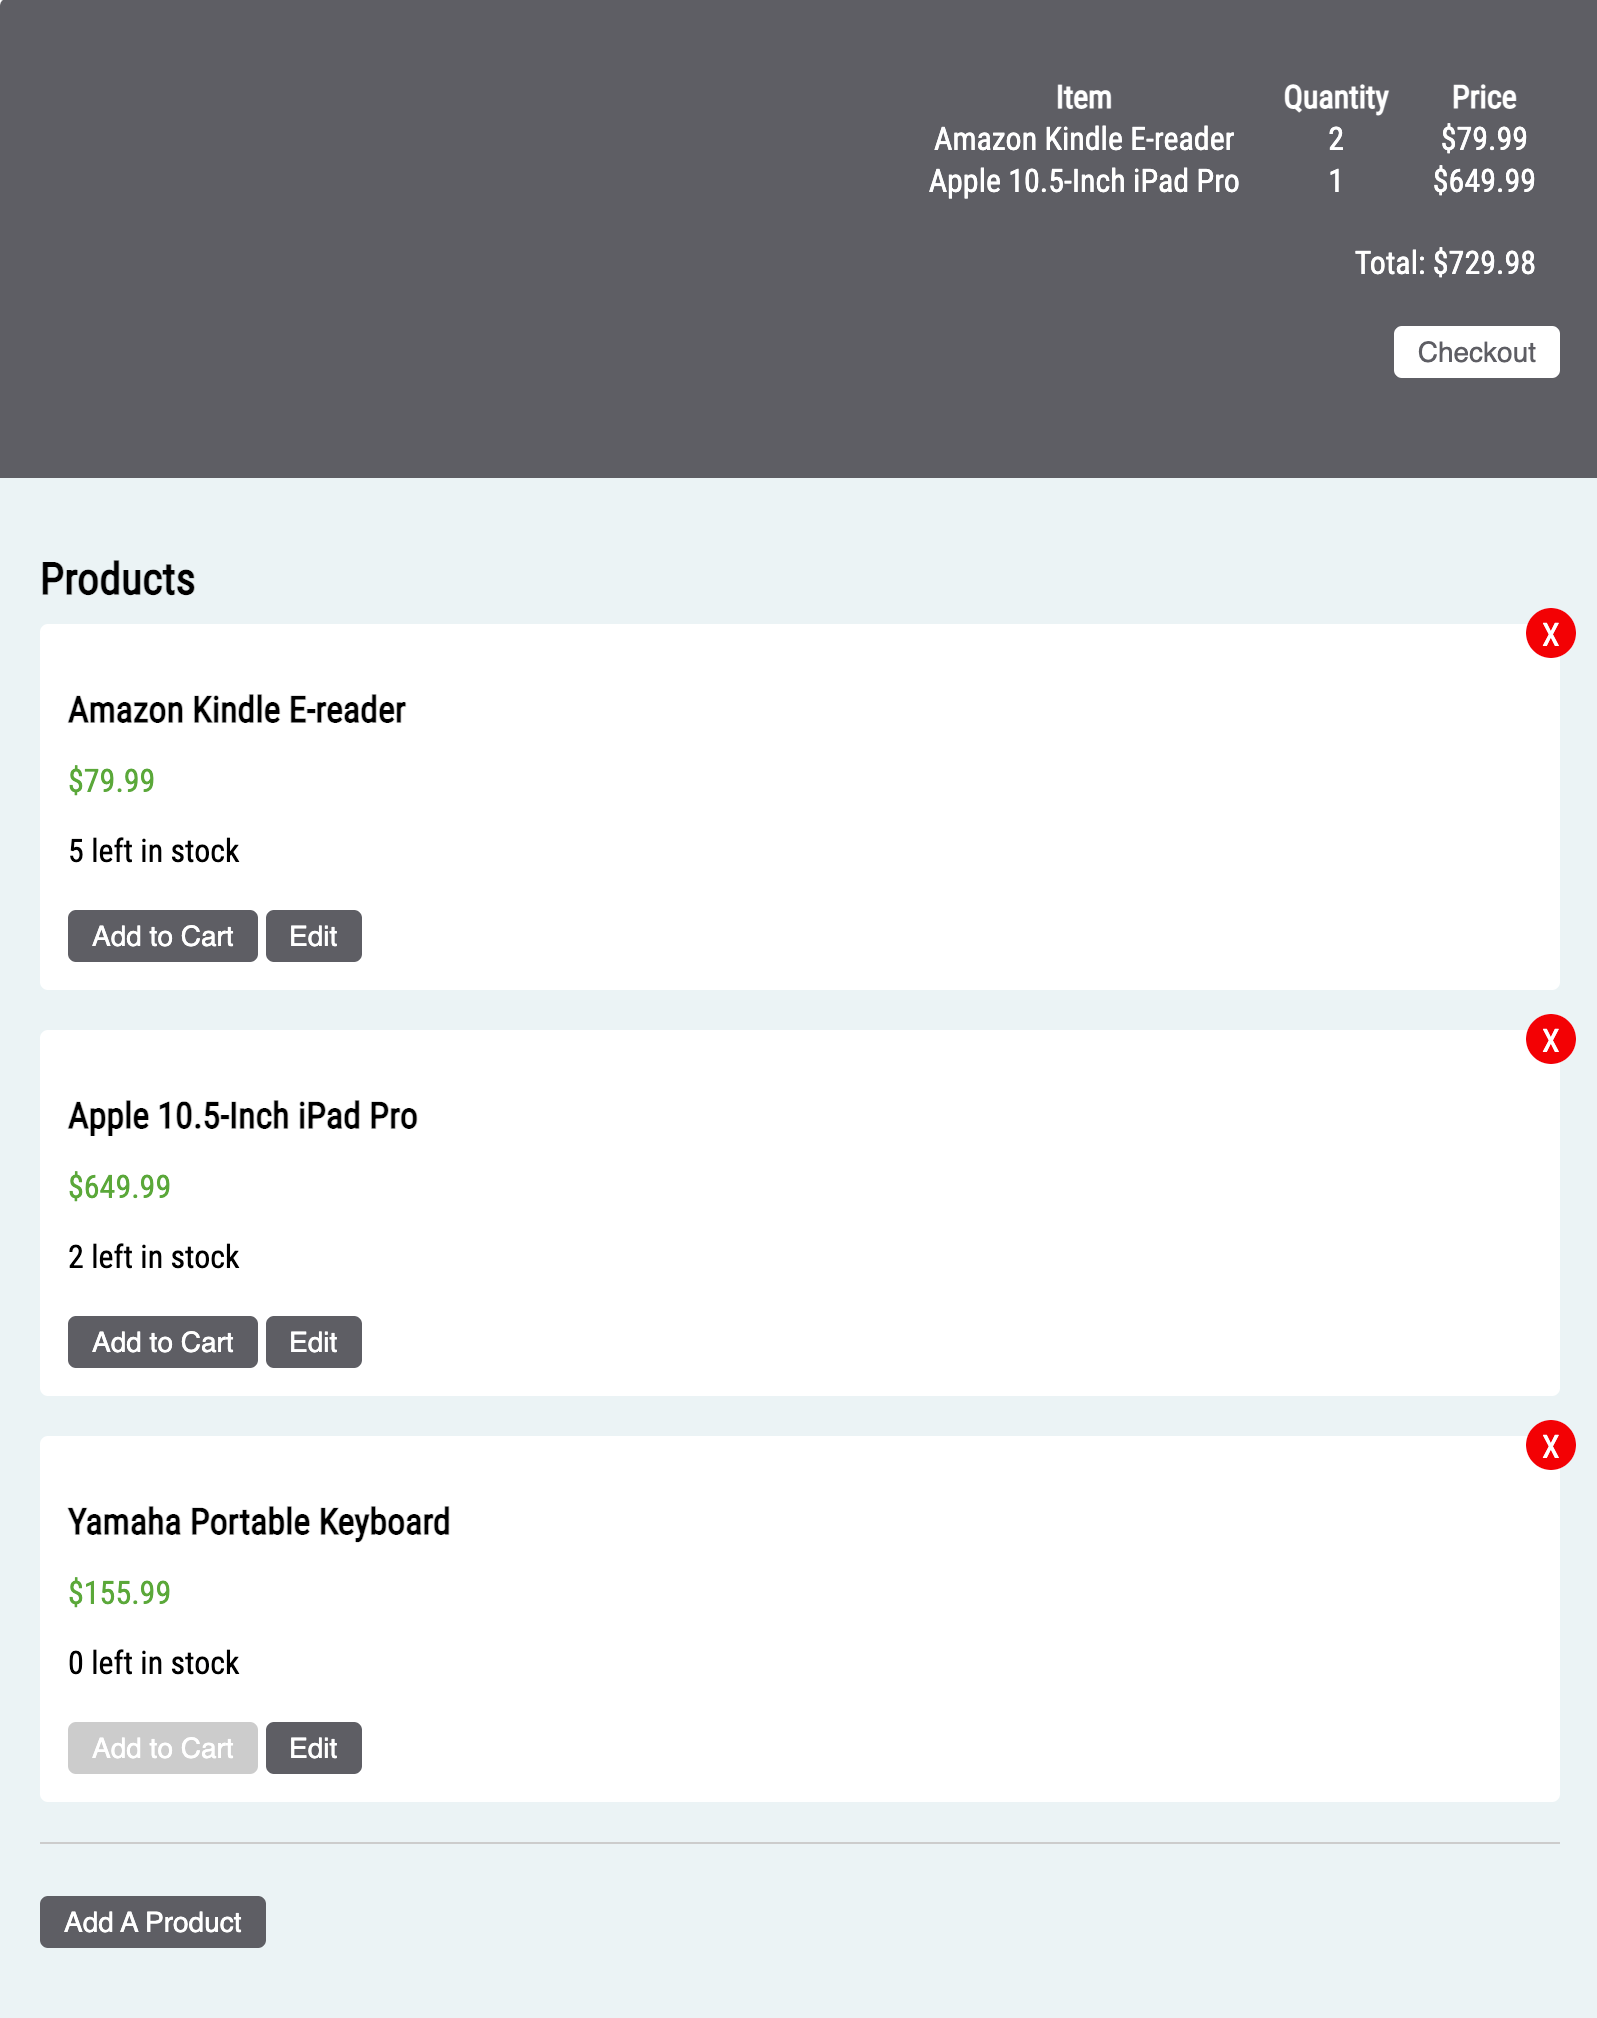 Item Quantity Price
Amazon Kindle E-reader 2 $79.99
Apple 10.5-Inch iPad Pro 1 $649.99
Total: $729.98
Checkout
Products
X
Amazon Kindle E-reader
$79.99
5 left in stock
Add to Cart Edit
X
Apple 10.5-Inch iPad Pro
$649.99
2 left in stock
Add to Cart Edit
X
Yamaha Portable Keyboard
$155.99
0 left in stock
Add to Cart Edit
Add A Product